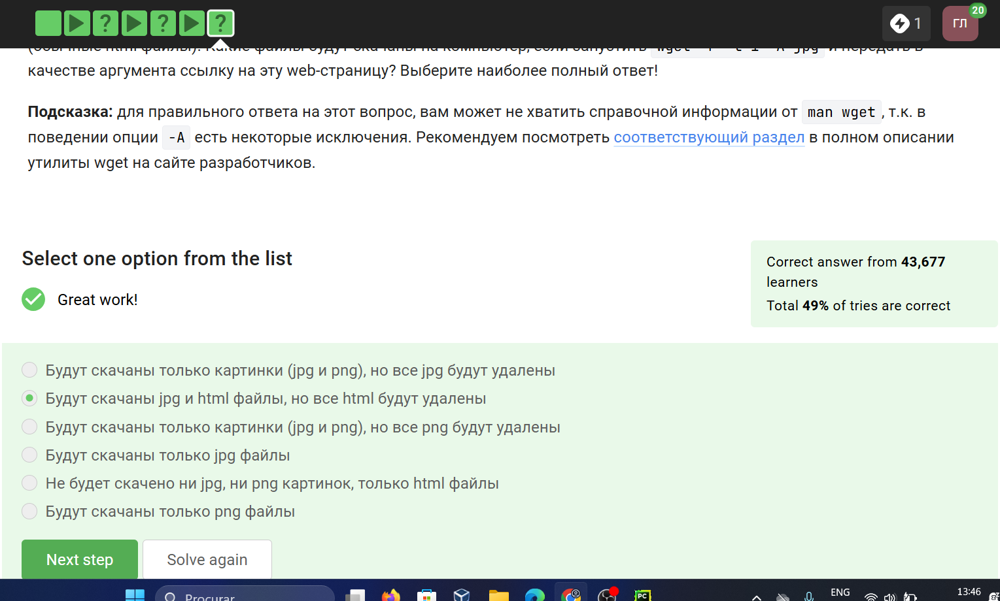 ? ? ?
1
ГЛ
20
качестве аргумента ссылку на эту web-страницу? Выберите наиболее полный ответ!
Подсказка: для правильного ответа на этот вопрос, вам может не хватить справочной информации от man wget, т.к. в
поведении опции -A есть некоторые исключения. Рекомендуем посмотреть соответствующий раздел в полном описании
утилиты wget на сайте разработчиков.
Select one option from the list
Great work!
Correct answer from 43,677
learners
Total 49% of tries are correct
Будут скачаны только картинки (jpg и png), но все jpg будут удалены
Будут скачаны jpg и html файлы, но все html будут удалены
Будут скачаны только картинки (jpg и png), но все png будут удалены
Будут скачаны только jpg файлы
Не будет скачено ни jpg, ни png картинок, только html файлы
Будут скачаны только png файлы
Next step
Solve again
Procurar
PC
ENG
13:46